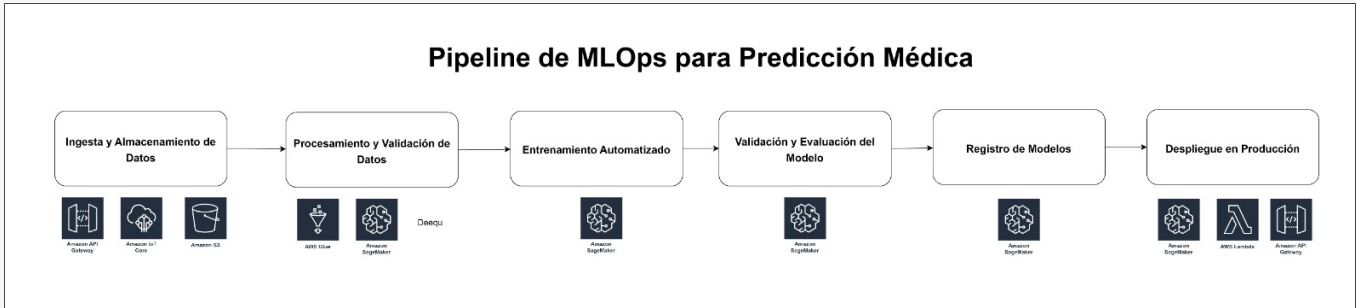 Pipeline de MLOps para Predicción Médica
Ingesta y Almacenamiento de
Datos
Procesamiento y Validación de
Datos
Entrenamiento Automatizado
Validación y Evaluación del
Modelo
Registro de Modelos
Despliegue en Producción
Amazon API
Gateway
Amazon IoT
Core
Amazon S3
AWS Glue
Amazon
SageMaker
Deequ
Amazon
SageMaker
Amazon
SageMaker
Amazon
SageMaker
Amazon
SageMaker
AWS Lambda
Amazon API
Gateway